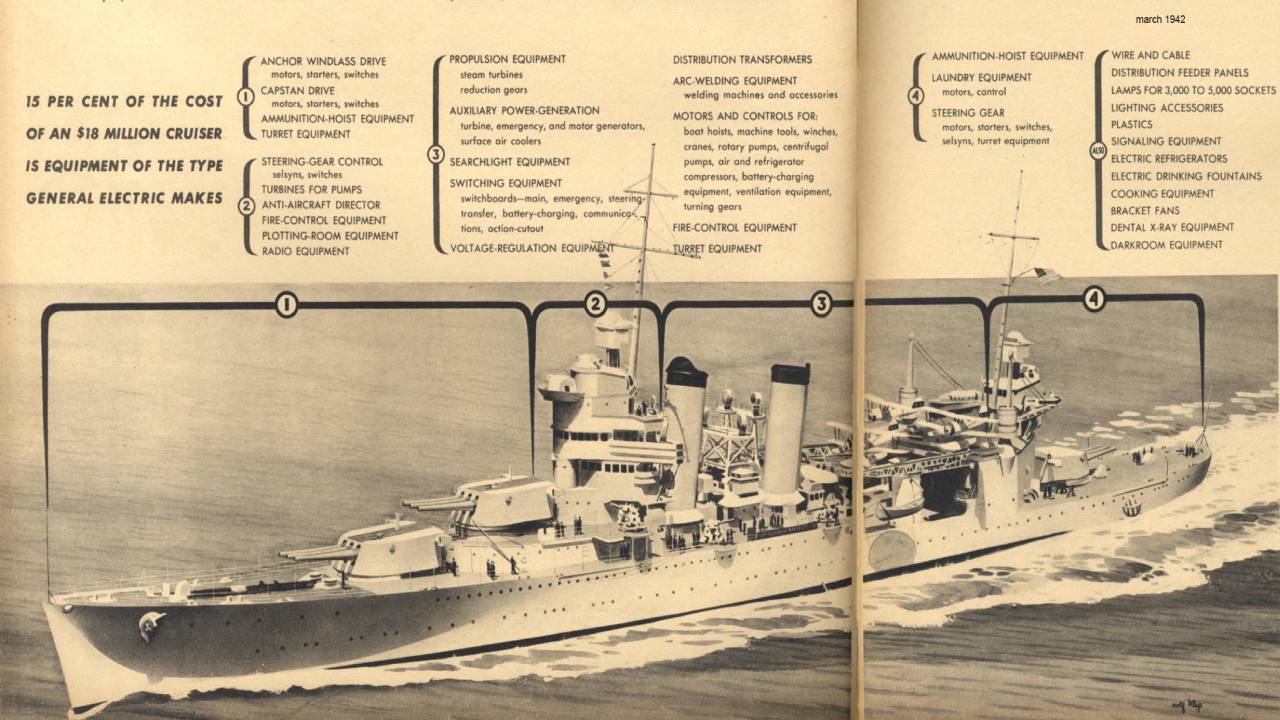 march 1942
15 PER CENT OF THE COST
OF AN $18 MILLION CRUISER
IS EQUIPMENT OF THE TYPE
GENERAL ELECTRIC MAKES
1
ANCHOR WINDLASS DRIVE
motors, starters, switches
CAPSTAN DRIVE
motors, starters, switches
AMMUNITION-HOIST EQUIPMENT
TURRET EQUIPMENT
2
STEERING-GEAR CONTROL
selsyns, switches
TURBINES FOR PUMPS
ANTI-AIRCRAFT DIRECTOR
FIRE-CONTROL EQUIPMENT
PLOTTING-ROOM EQUIPMENT
RADIO EQUIPMENT
3
PROPULSION EQUIPMENT
steam turbines
reduction gears
AUXILIARY POWER-GENERATION
turbine, emergency, and motor generators,
surface air coolers
SEARCHLIGHT EQUIPMENT
SWITCHING EQUIPMENT
switchboards—main, emergency, steering-
transfer, battery-charging, communica-
tions, action-cutout
VOLTAGE-REGULATION EQUIPMENT
DISTRIBUTION TRANSFORMERS
ARC-WELDING EQUIPMENT
welding machines and accessories
MOTORS AND CONTROLS FOR:
boat hoists, machine tools, winches,
cranes, rotary pumps, centrifugal
pumps, air and refrigerator
compressors, battery-charging
equipment, ventilation equipment,
turning gears
FIRE-CONTROL EQUIPMENT
TURRET EQUIPMENT
4
AMMUNITION-HOIST EQUIPMENT
LAUNDRY EQUIPMENT
motors, control
STEERING GEAR
motors, starters, switches,
selsyns, turret equipment
ALSO
WIRE AND CABLE
DISTRIBUTION FEEDER PANELS
LAMPS FOR 3,000 TO 5,000 SOCKETS
LIGHTING ACCESSORIES
PLASTICS
SIGNALING EQUIPMENT
ELECTRIC REFRIGERATORS
ELECTRIC DRINKING FOUNTAINS
COOKING EQUIPMENT
BRACKET FANS
DENTAL X-RAY EQUIPMENT
DARKROOM EQUIPMENT
1
2
3
4